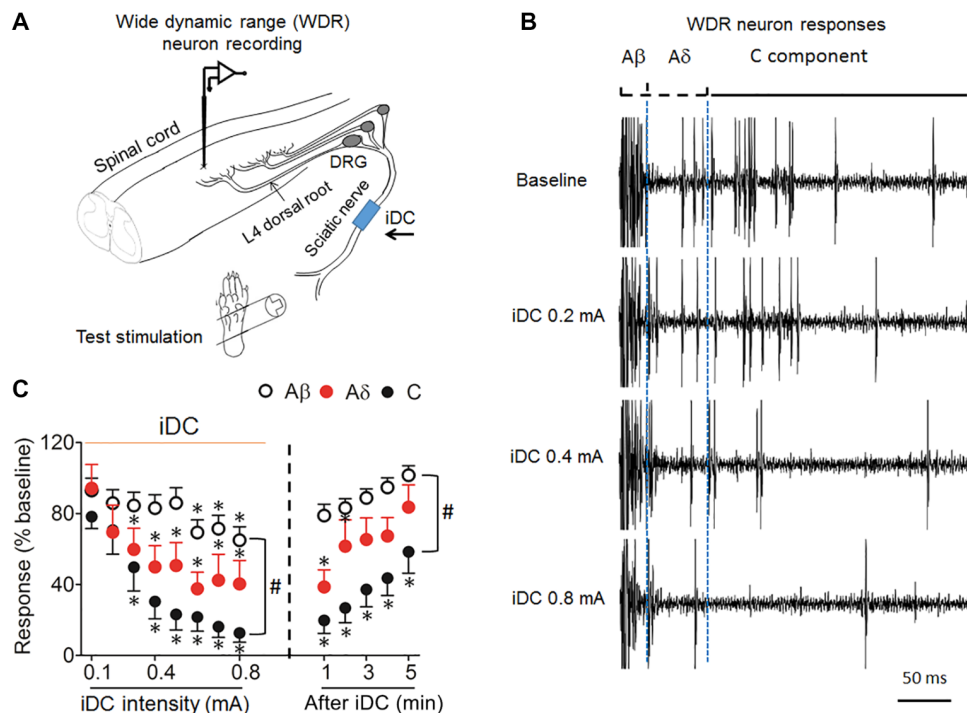 A
Wide dynamic range (WDR)
neuron recording
Spinal cord
DRG
L4 dorsal root
Sciatic nerve
iDC
Test stimulation
B
WDR neuron responses
Aβ Aδ C component
Baseline
iDC 0.2 mA
iDC 0.4 mA
iDC 0.8 mA
50 ms
C
Aβ Aδ C
iDC
Response (% baseline)
120
80
40
0
* * * * * * * * * * * * * * *
#
* * * * * * *
#
0.1 0.4 0.8 1 3 5
iDC intensity (mA) After iDC (min)